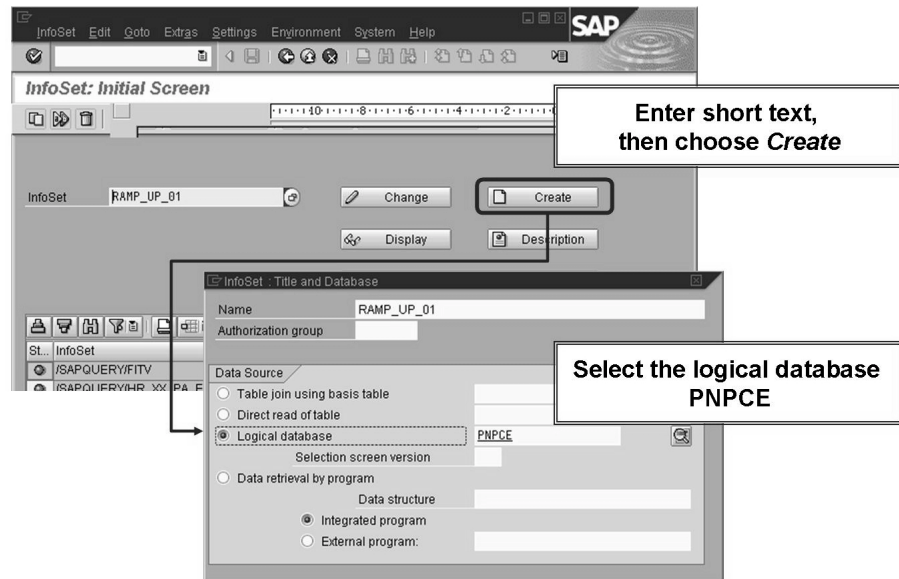 InfoSet Edit Goto Extras Settings Environment System Help
SAP
InfoSet: Initial Screen
Enter short text,
then choose Create
InfoSet RAMP_UP_01 Change Create
Display Description
InfoSet : Title and Database
Name RAMP_UP_01
Authorization group
St... InfoSet
/SAPQUERY/FITV
/SAPQUERY/HR_XX_PA_E
Select the logical database
PNPCE
Data Source
Table join using basis table
Direct read of table
Logical database PNPCE
Selection screen version
Data retrieval by program
Data structure
Integrated program
External program: